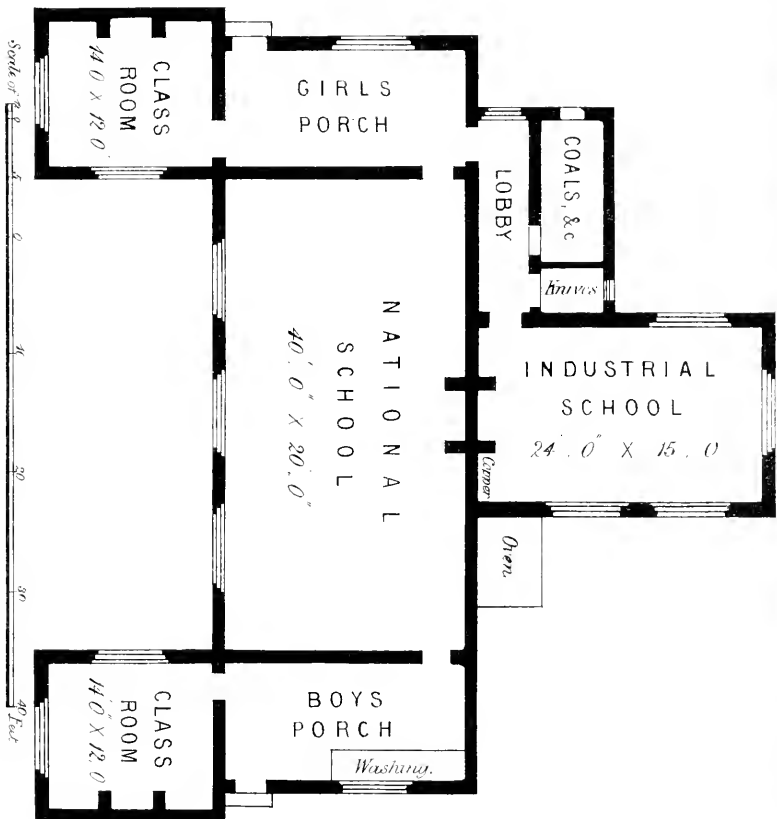 CLASS
ROOM
14.0 X 12.0
GIRLS
PORCH
COALS, &c
LOBBY
Knives
NATIONAL
SCHOOL
40'.0" X 20'.0"
INDUSTRIAL
SCHOOL
24'.0" X 15.0
Copper
Oven
CLASS
ROOM
14'.0" X 12.0
BOYS
PORCH
Washing.
Scale of
5
0
10
20
30
40 Feet